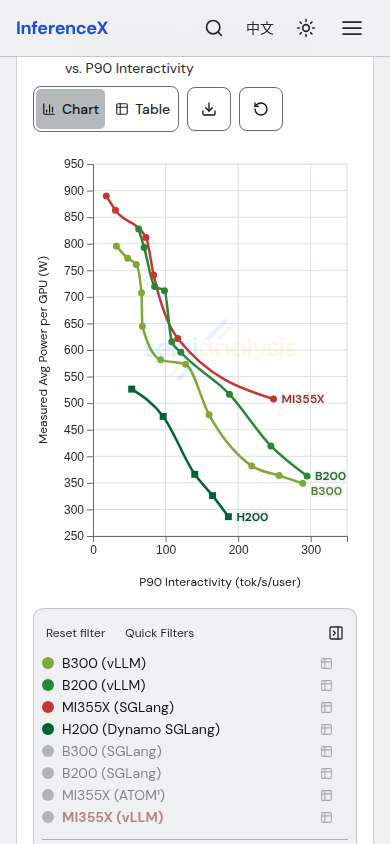 InferenceX
中文
vs. P90 Interactivity
Chart
Table
950
900
850
800
750
700
650
600
550
500
450
400
350
300
250
Measured Avg Power per GPU (W)
semianalysis
MI355X
B200
B300
H200
0
100
200
300
P90 Interactivity (tok/s/user)
Reset filter
Quick Filters
B300 (vLLM)
B200 (vLLM)
MI355X (SGLang)
H200 (Dynamo SGLang)
B300 (SGLang)
B200 (SGLang)
MI355X (ATOM¹)
MI355X (vLLM)